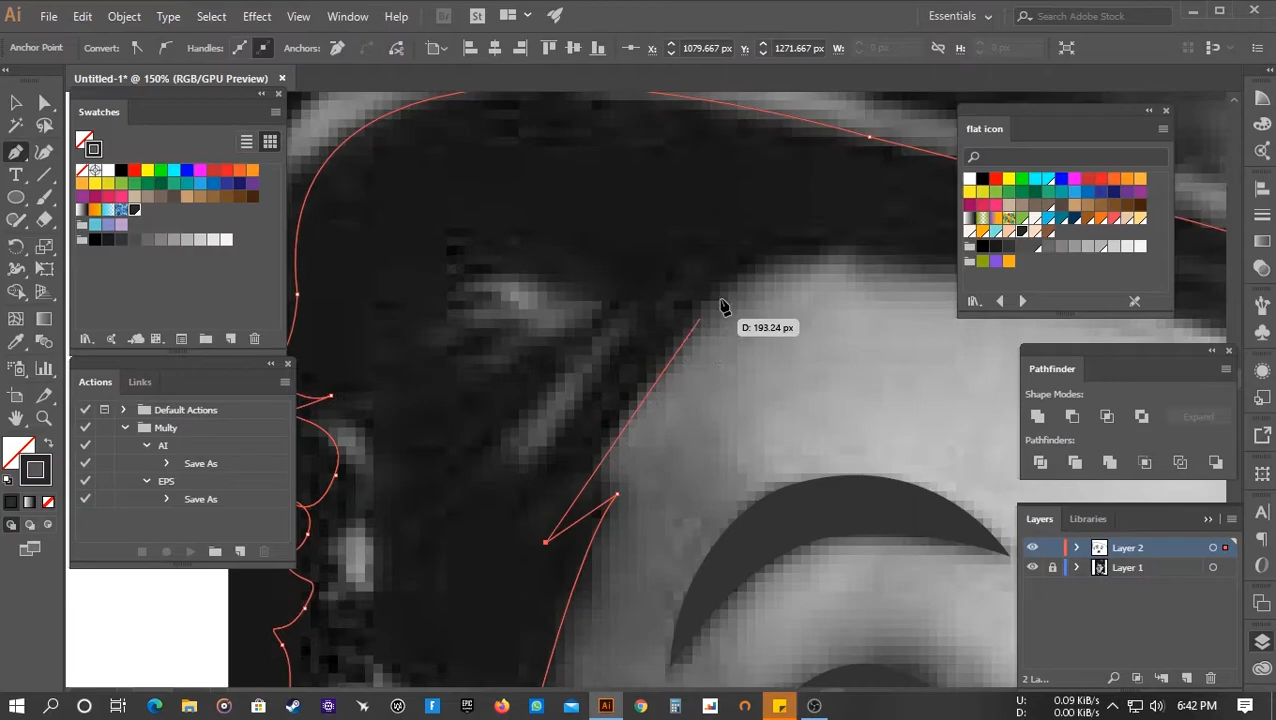 Ai File Edit Object Type Select Effect View Window Help Br St Essentials Search Adobe Stock
Anchor Point Convert: Handles: Anchors: X: 1079.667 px Y: 1271.667 px W: 0 px H: 0 px
Untitled-1* @ 150% (RGB/GPU Preview)
Swatches
flat icon
D: 193.24 px
Pathfinder
Actions Links
Shape Modes:
Default Actions
Expand
Multy
Pathfinders:
AI
Save As
EPS
Save As
Layers Libraries
Layer 2
Layer 1
2 La...
U: 0.09 KiB/s
D: 0.00 KiB/s
6:42 PM